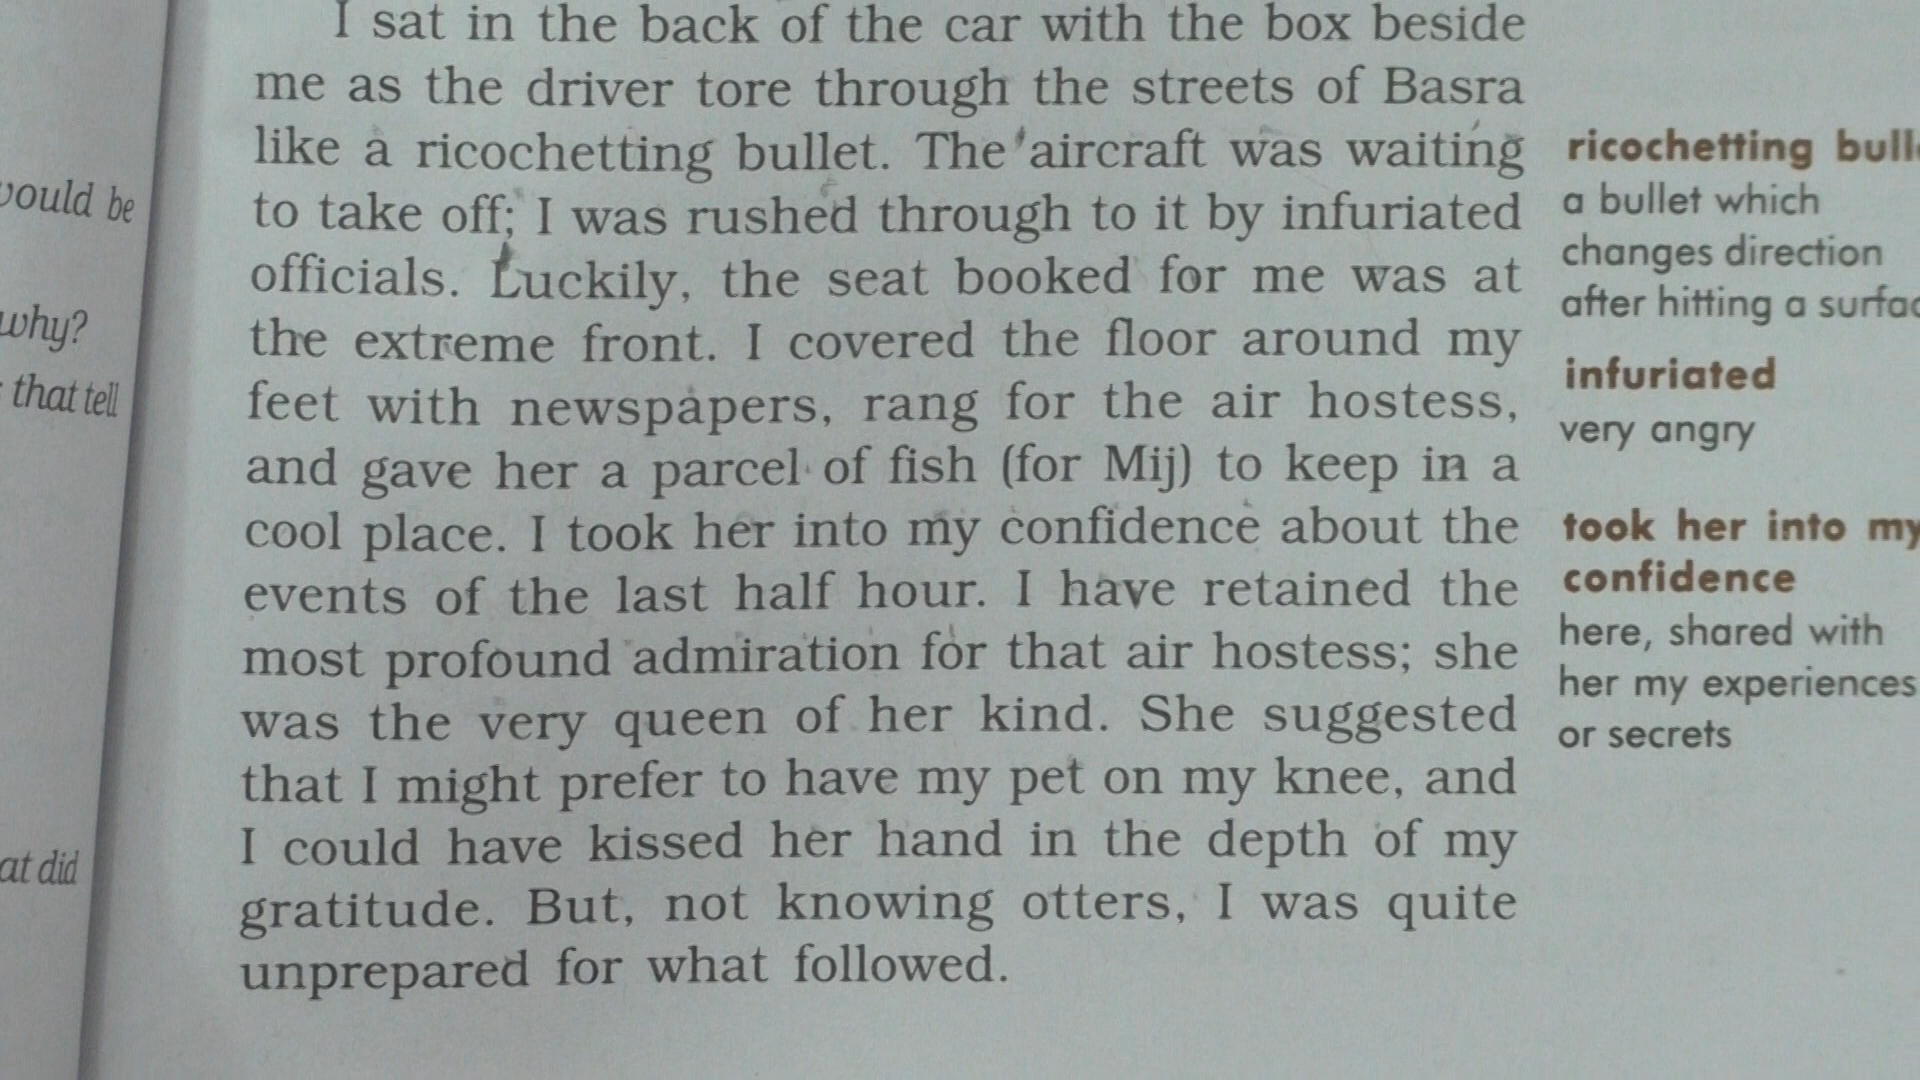 I sat in the back of the car with the box beside
me as the driver tore through the streets of Basra
like a ricochetting bullet. The aircraft was waiting
to take off; I was rushed through to it by infuriated
officials. Luckily, the seat booked for me was at
the extreme front. I covered the floor around my
feet with newspapers, rang for the air hostess,
and gave her a parcel of fish (for Mij) to keep in a
cool place. I took her into my confidence about the
events of the last half hour. I have retained the
most profound admiration for that air hostess; she
was the very queen of her kind. She suggested
that I might prefer to have my pet on my knee, and
I could have kissed her hand in the depth of my
gratitude. But, not knowing otters, I was quite
unprepared for what followed.
ricochetting
a bullet which
changes direction
after hitting a
infuriated
very angry
took her into my
confidence
here, shared with
her my experiences
or secrets
be
why?
that tell
did